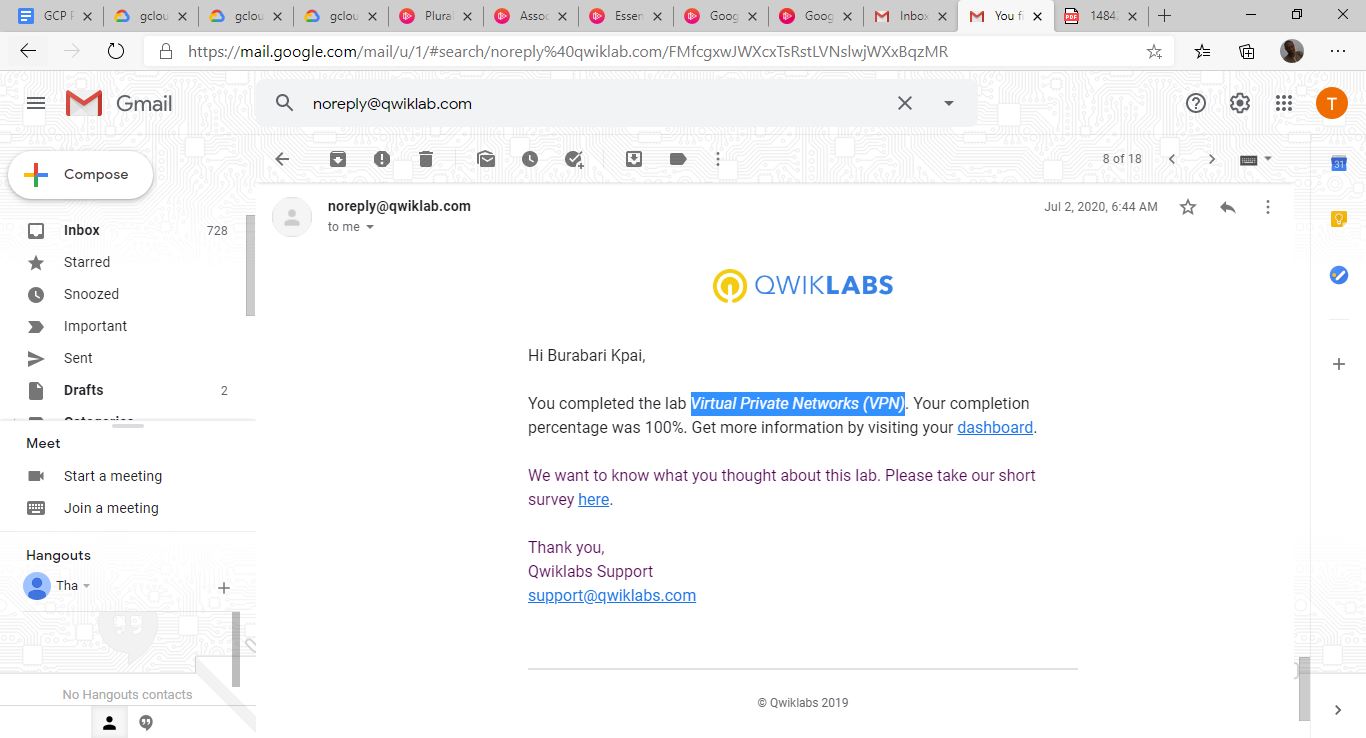 GCP F
gclou
gclou
gclou
Plural
Assoc
Essen
Goog
Goog
Inbox
You fi
1484
https://mail.google.com/mail/u/1/#search/noreply%40qwiklab.com/FMfcgxwJWXcxTsRstLVNslwjWXxBqzMR
Gmail
noreply@qwiklab.com
T
Compose
8 of 18
31
noreply@qwiklab.com
Jul 2, 2020, 6:44 AM
to me
Inbox 728
Starred
Snoozed
Important
Sent
Drafts 2
Categories
Meet
Start a meeting
Join a meeting
Hangouts
Tha
No Hangouts contacts
QWIKLABS
Hi Burabari Kpai,
You completed the lab Virtual Private Networks (VPN). Your completion
percentage was 100%. Get more information by visiting your dashboard.
We want to know what you thought about this lab. Please take our short
survey here.
Thank you,
Qwiklabs Support
support@qwiklabs.com
© Qwiklabs 2019